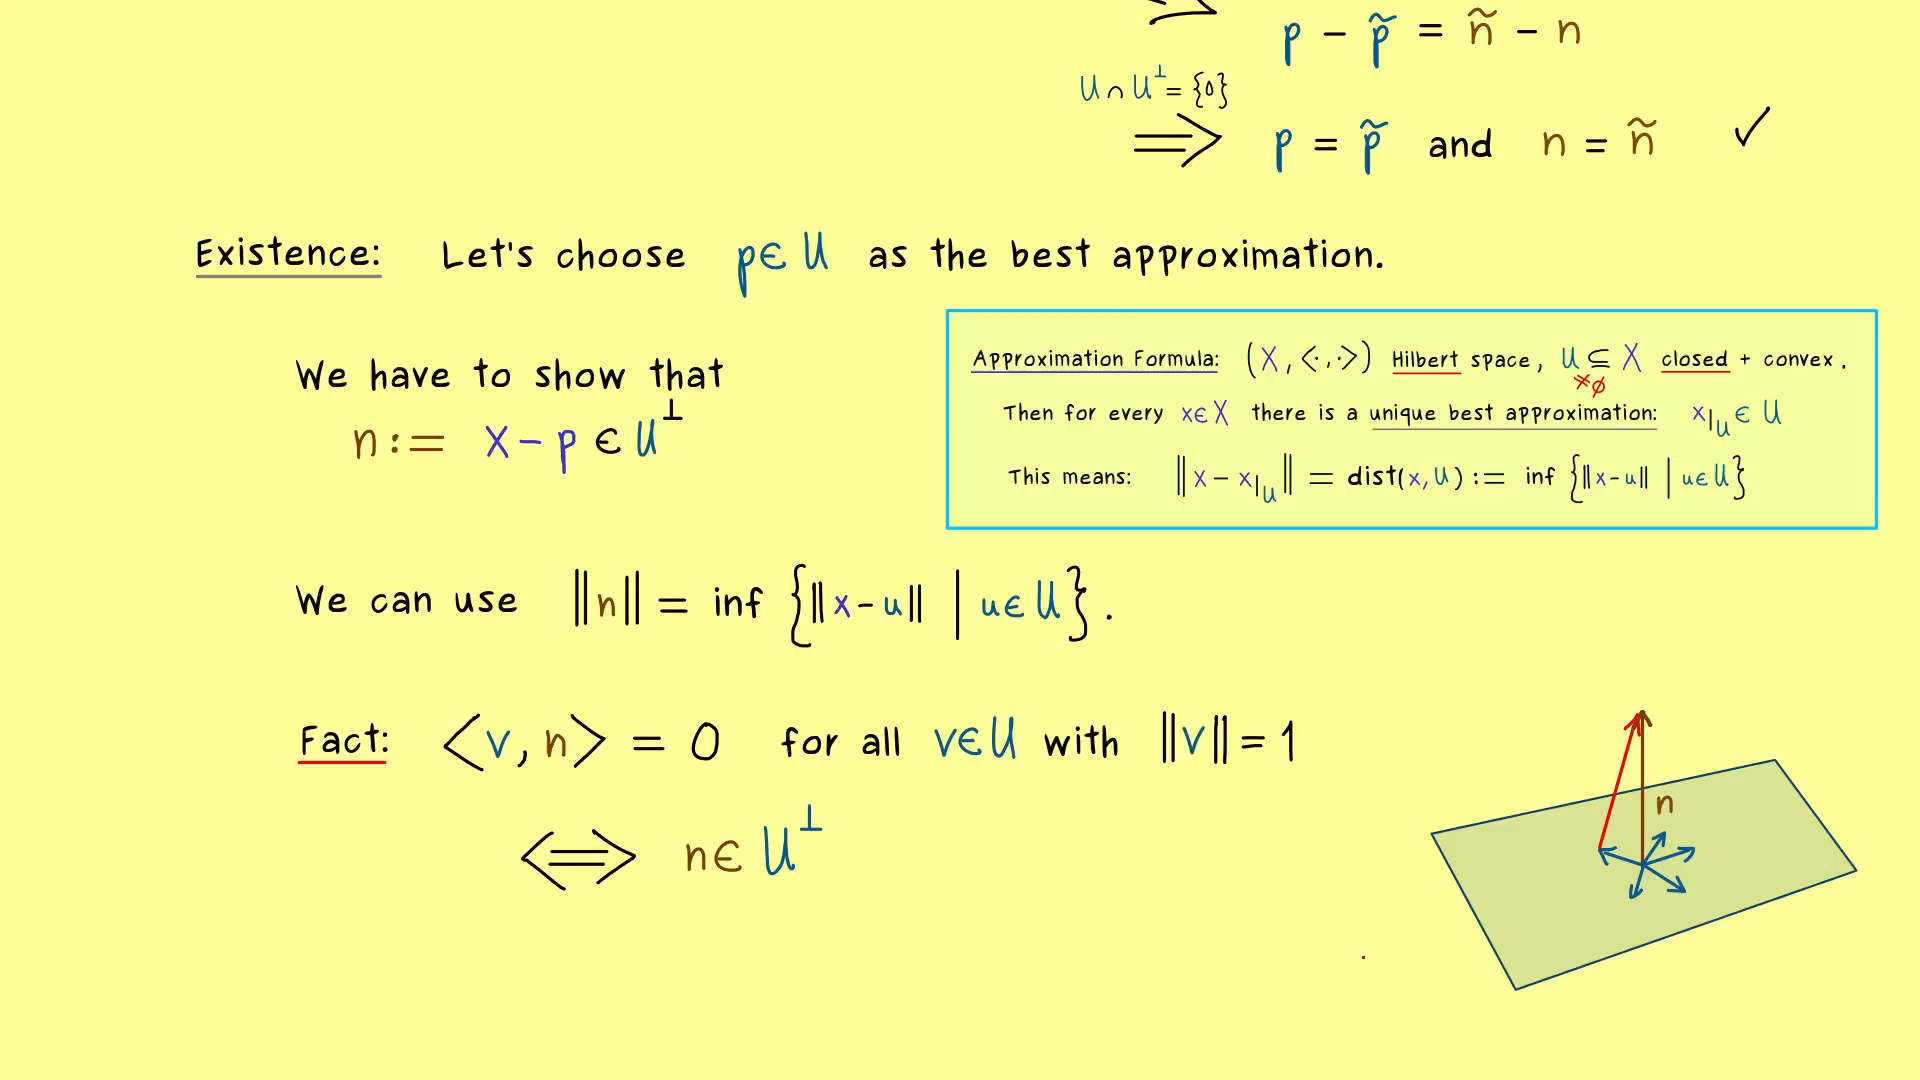 p − p̃ = ñ − n
U ∩ U^⊥ = {0}
⟹ p = p̃ and n = ñ ✓
Existence: Let's choose p∈U as the best approximation.
We have to show that
n := x − p ∈ U^⊥
Approximation Formula: (X, <·,·>) Hilbert space, U ⊆ X closed + convex.
≠∅
Then for every x∈X there is a unique best approximation: x|_U ∈ U
This means: ‖x − x|_U‖ = dist(x, U) := inf {‖x-u‖ | u∈U}
We can use ‖n‖ = inf {‖x-u‖ | u∈U}.
Fact: <v, n> = 0 for all v∈U with ‖v‖ = 1
⟺ n∈U^⊥
n